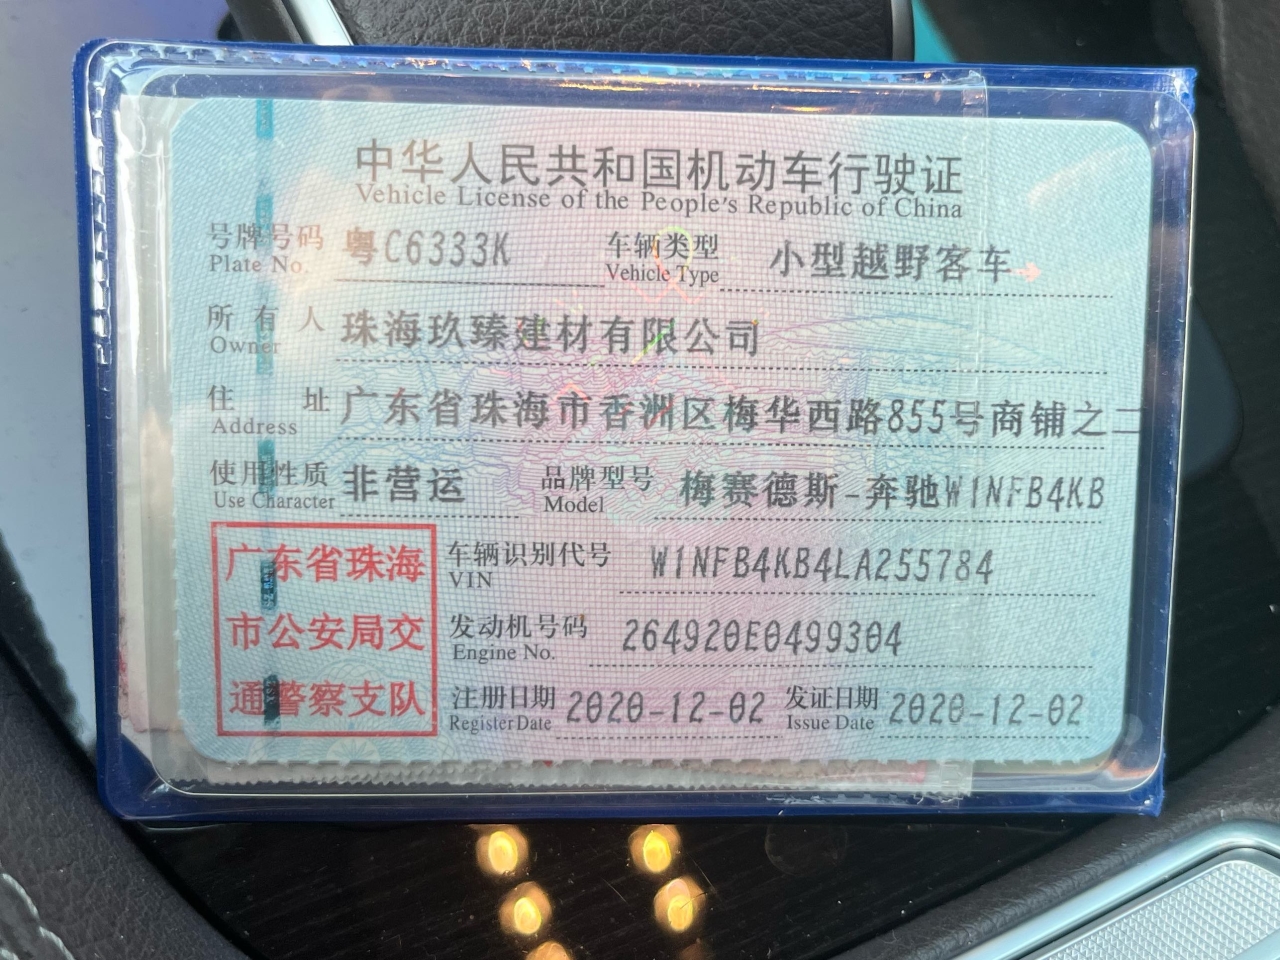 中华人民共和国机动车行驶证
Vehicle License of the People's Republic of China
号牌号码 粤C6333K 车辆类型 小型越野客车
Plate No. Vehicle Type
所有人 珠海玖臻建材有限公司
Owner
住址 广东省珠海市香洲区梅华西路855号商铺之二
Address
使用性质 非营运 品牌型号 梅赛德斯-奔驰W1NFB4KB
Use Character Model
广东省珠海
市公安局交
通警察支队
车辆识别代号 W1NFB4KB4LA255784
VIN
发动机号码 264920E0499304
Engine No.
注册日期 2020-12-02 发证日期 2020-12-02
Register Date Issue Date